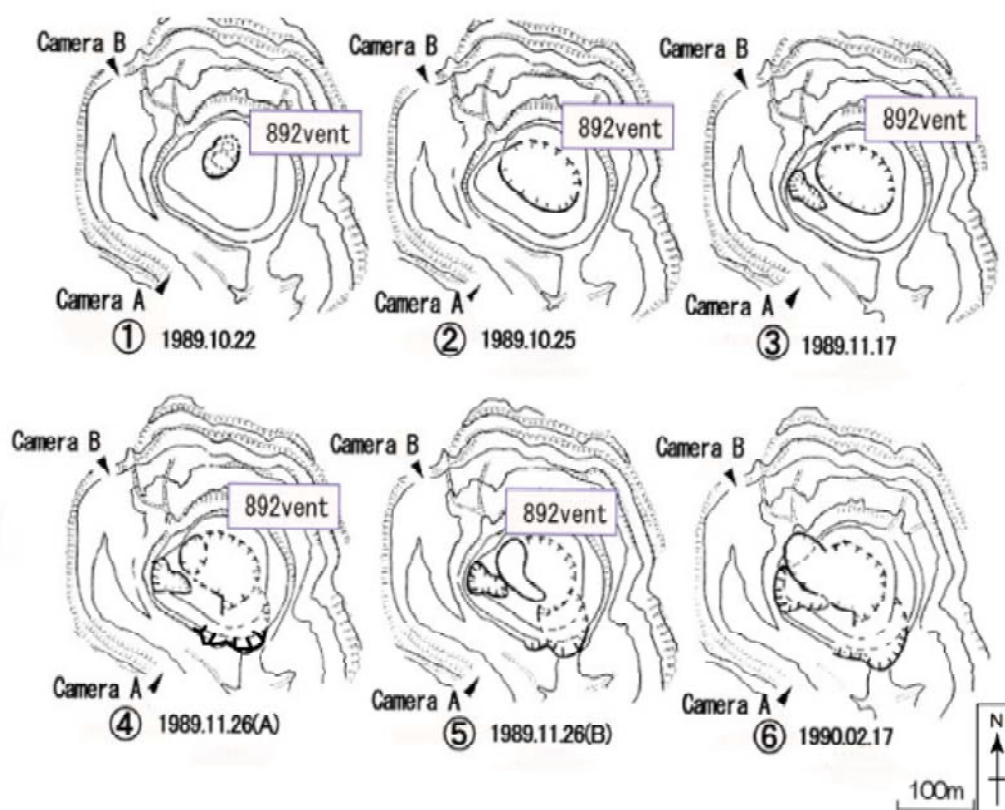 Camera B
892vent
Camera A
① 1989.10.22
Camera B
892vent
Camera A
② 1989.10.25
Camera B
892vent
Camera A
③ 1989.11.17
Camera B
892vent
Camera A
④ 1989.11.26(A)
Camera B
892vent
Camera A
⑤ 1989.11.26(B)
Camera B
Camera A
⑥ 1990.02.17
N
100m